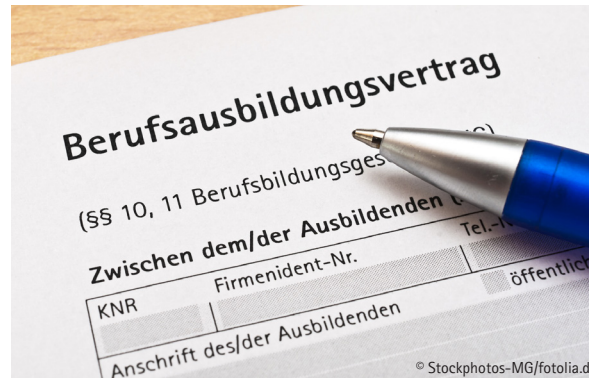 Berufsausbildungsvertrag
(§§ 10, 11 Berufsbildungsges
Zwischen dem/der Ausbildenden
KNR
Firmenident-Nr.
Tel.-N
öffentlich
Anschrift des/der Ausbildenden
© Stockphotos-MG/fotolia.d